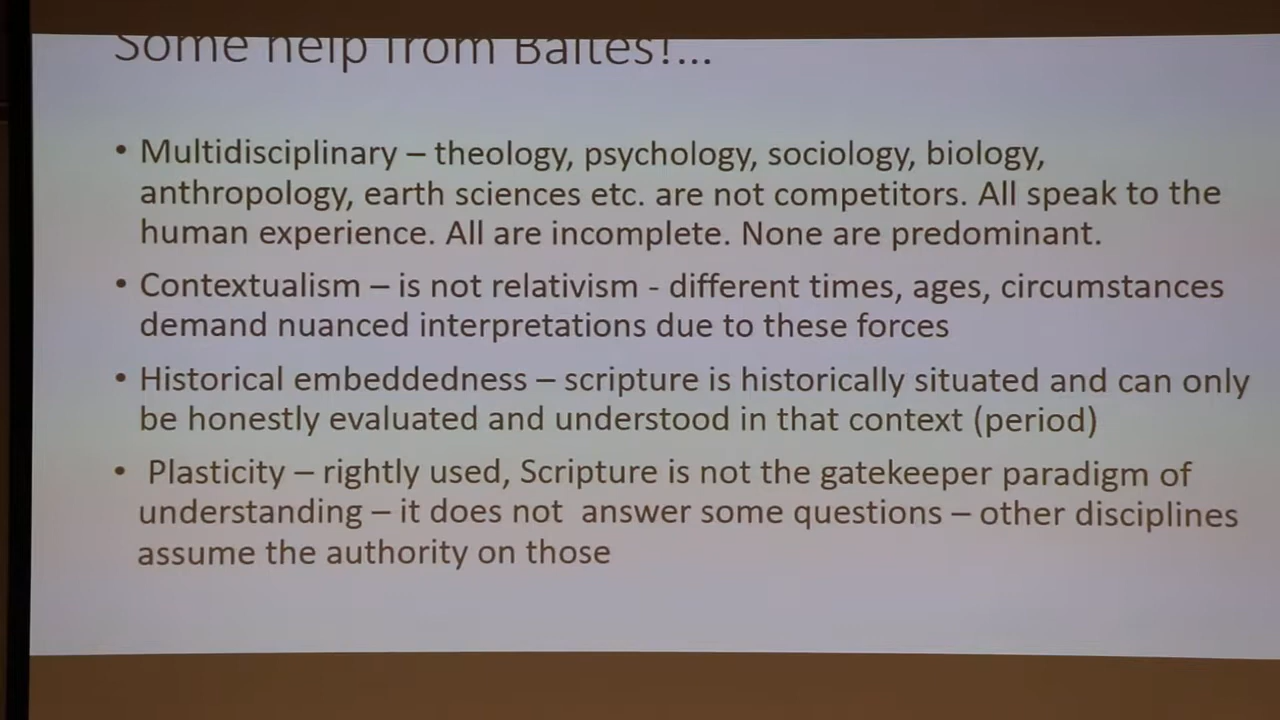 Some help from Baltes!...
• Multidisciplinary – theology, psychology, sociology, biology,
anthropology, earth sciences etc. are not competitors. All speak to the
human experience. All are incomplete. None are predominant.
• Contextualism – is not relativism - different times, ages, circumstances
demand nuanced interpretations due to these forces
• Historical embeddedness – scripture is historically situated and can only
be honestly evaluated and understood in that context (period)
• Plasticity – rightly used, Scripture is not the gatekeeper paradigm of
understanding – it does not answer some questions – other disciplines
assume the authority on those